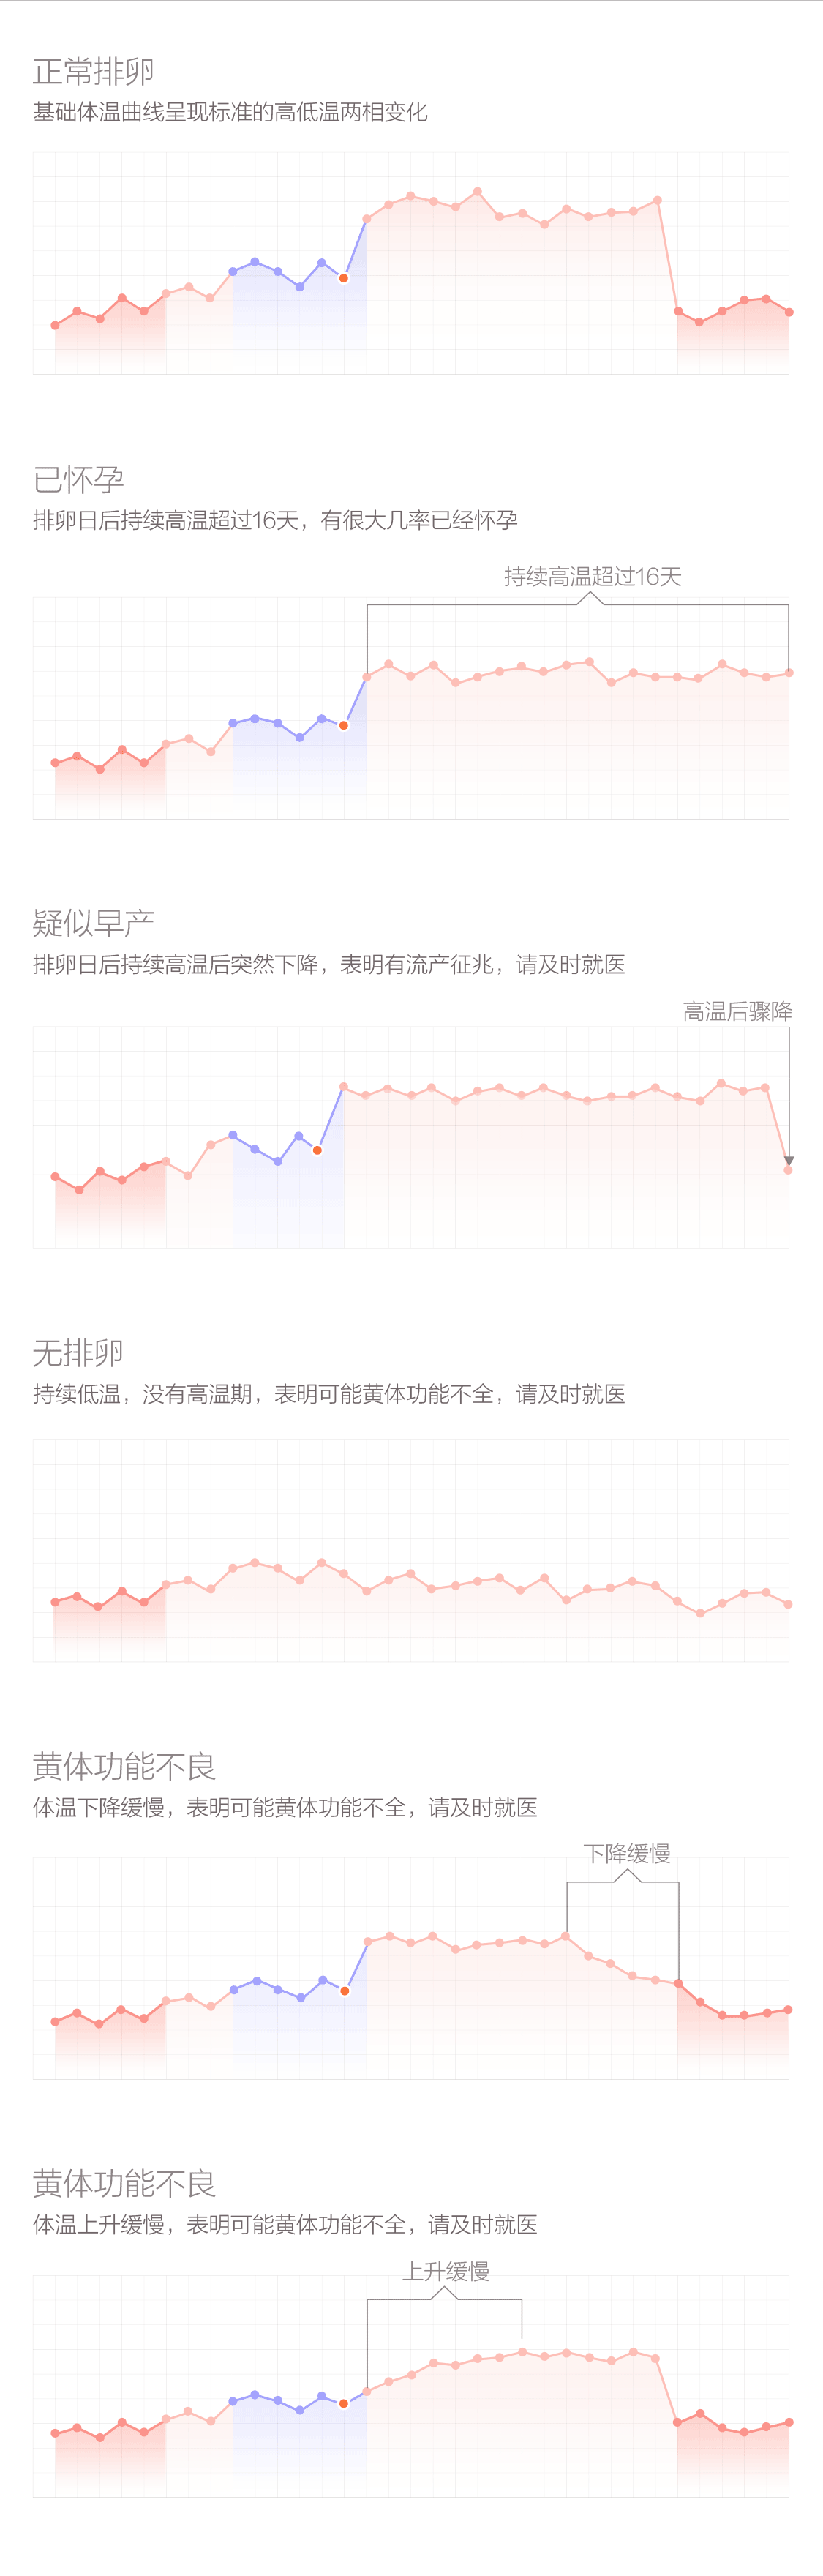 正常排卵
基础体温曲线呈现标准的高低温两相变化
已怀孕
排卵日后持续高温超过16天，有很大几率已经怀孕
持续高温超过16天
疑似早产
排卵日后持续高温后突然下降，表明有流产征兆，请及时就医
高温后骤降
无排卵
持续低温，没有高温期，表明可能黄体功能不全，请及时就医
黄体功能不良
体温下降缓慢，表明可能黄体功能不全，请及时就医
下降缓慢
黄体功能不良
体温上升缓慢，表明可能黄体功能不全，请及时就医
上升缓慢